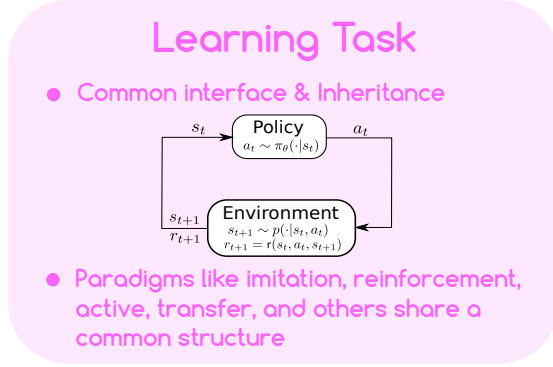 Learning Task
• Common interface & Inheritance
s_t
Policy
a_t
a_t ∼ π_θ(·|s_t)
s_{t+1}
r_{t+1}
Environment
s_{t+1} ∼ p(·|s_t, a_t)
r_{t+1} = r(s_t, a_t, s_{t+1})
• Paradigms like imitation, reinforcement,
active, transfer, and others share a
common structure